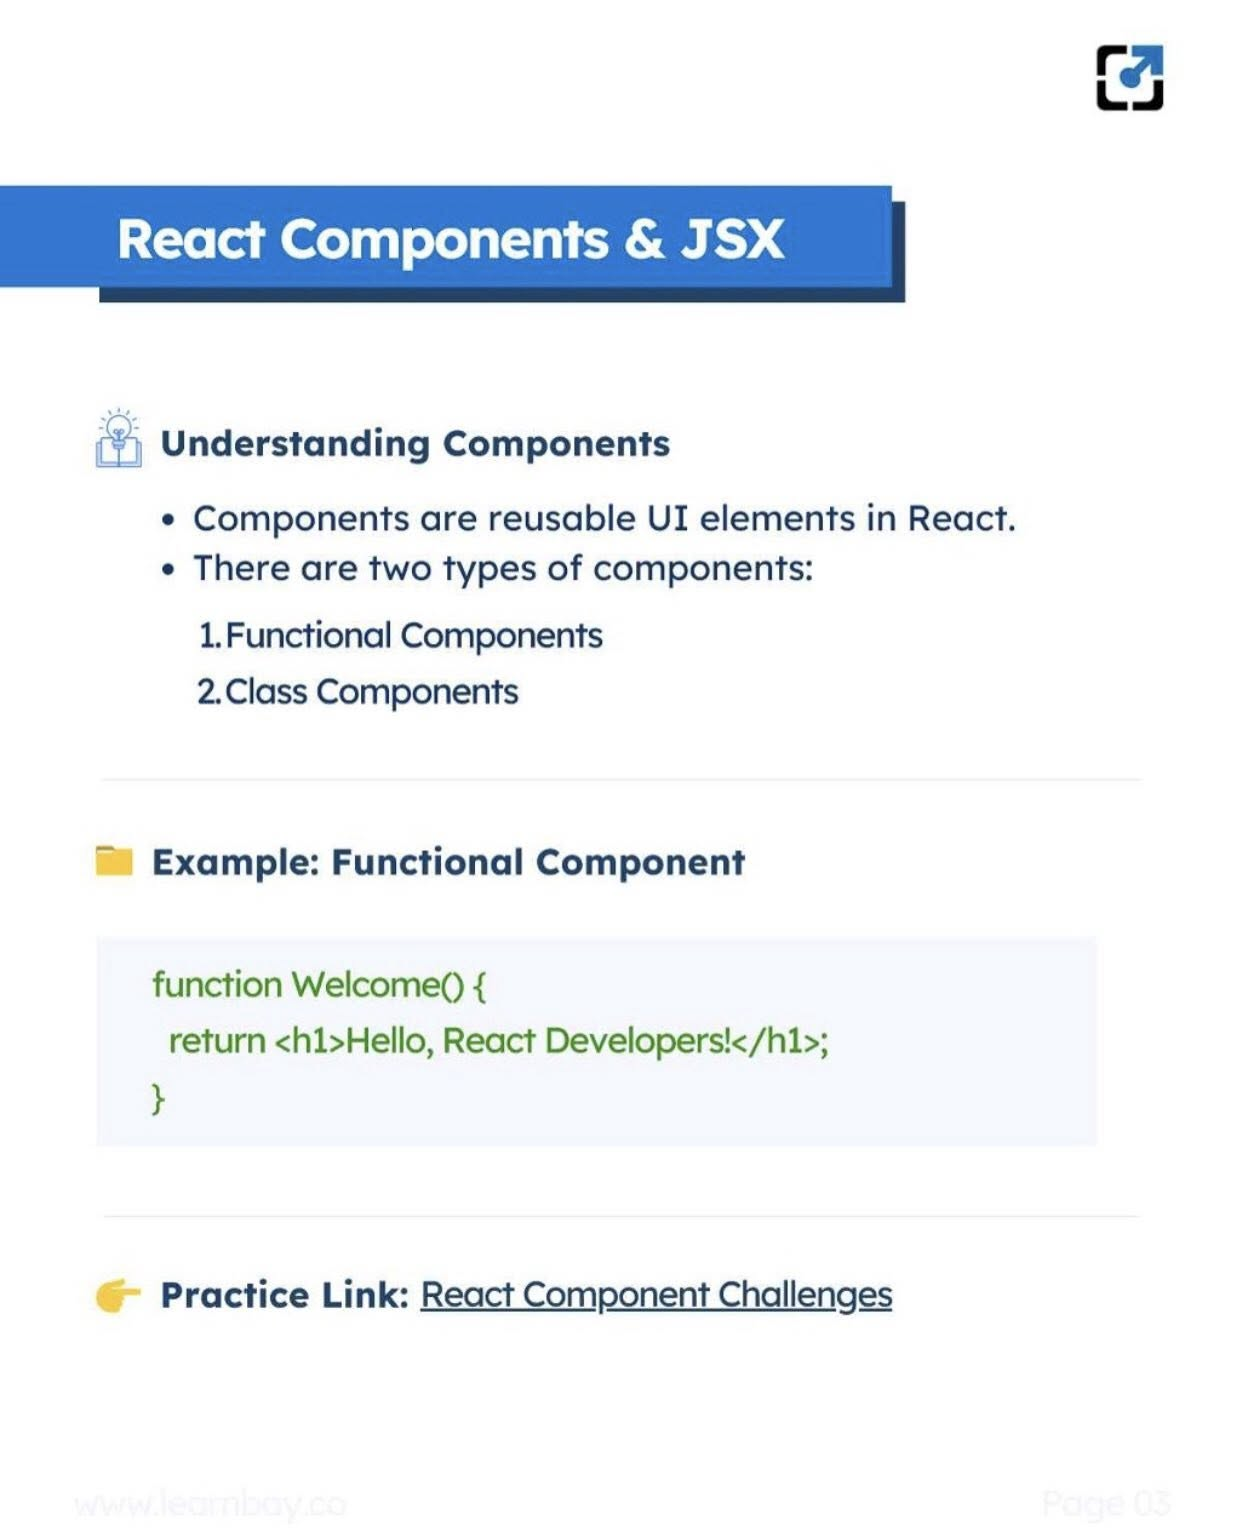 React Components & JSX
Understanding Components
• Components are reusable UI elements in React.
• There are two types of components:
1.Functional Components
2.Class Components
Example: Functional Component
function Welcome() {
return <h1>Hello, React Developers!</h1>;
}
Practice Link: React Component Challenges
www.learnbay.co
Page 03